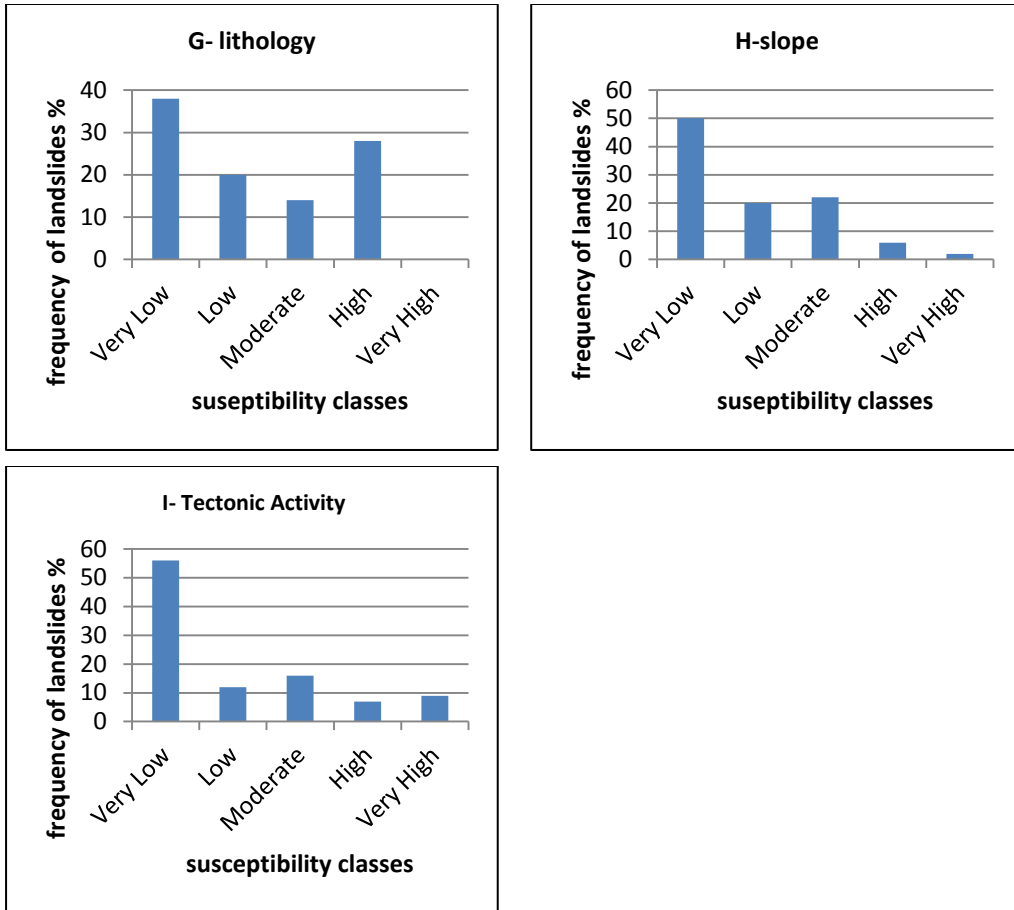 G- lithology
frequency of landslides %
40
30
20
10
0
Very Low
Low
Moderate
High
Very High
suseptibility classes
H-slope
frequency of landslides %
60
50
40
30
20
10
0
Very Low
Low
Moderate
High
Very High
suseptibility classes
I- Tectonic Activity
frequency of landslides %
60
50
40
30
20
10
0
Very Low
Low
Moderate
High
Very High
susceptibility classes